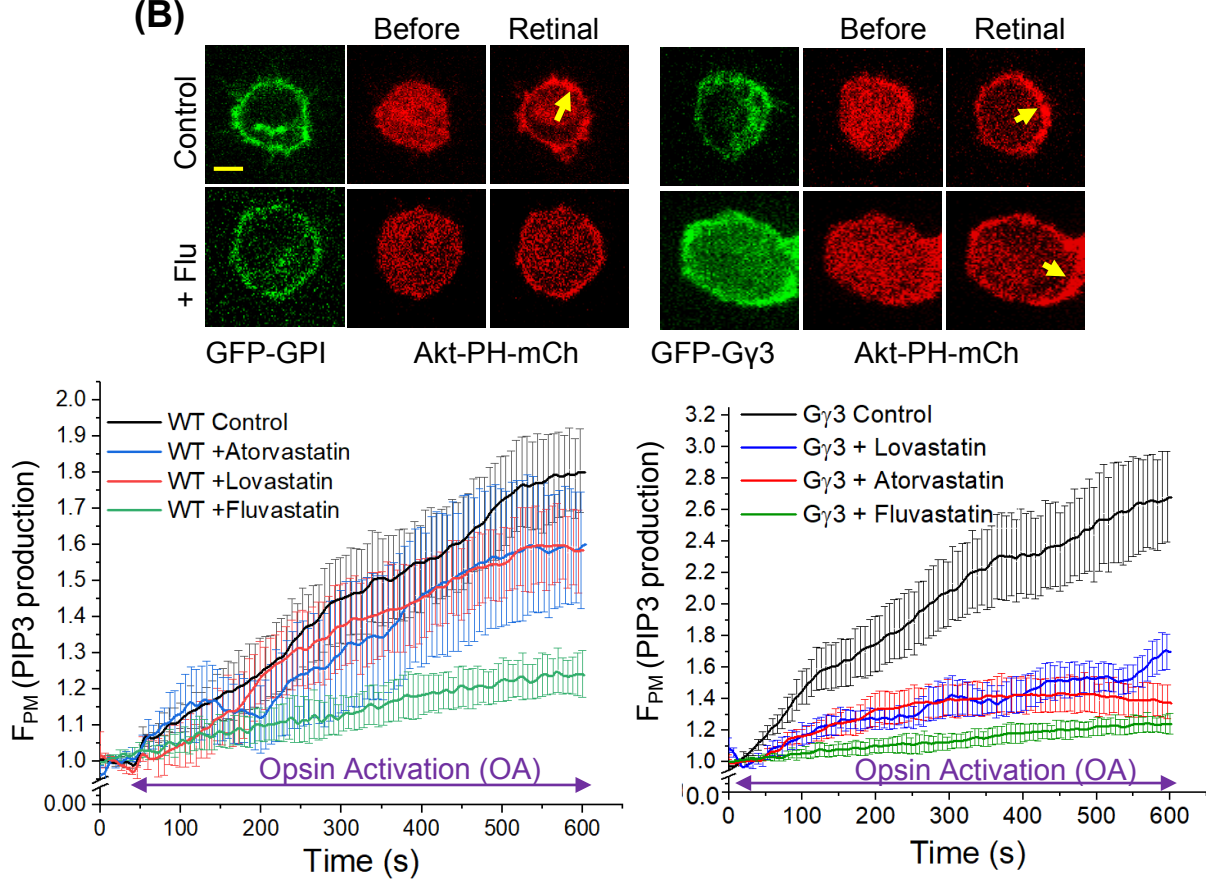 (B)
Before Retinal Before Retinal
Control
+ Flu
GFP-GPI Akt-PH-mCh GFP-Gγ3 Akt-PH-mCh
WT Control
WT +Atorvastatin
WT +Lovastatin
WT +Fluvastatin
2.0
1.9
1.8
1.7
1.6
1.5
1.4
1.3
1.2
1.1
1.0
0.00
F_PM (PIP3 production)
Opsin Activation (OA)
0 100 200 300 400 500 600
Time (s)
Gγ3 Control
Gγ3 + Lovastatin
Gγ3 + Atorvastatin
Gγ3 + Fluvastatin
3.2
3.0
2.8
2.6
2.4
2.2
2.0
1.8
1.6
1.4
1.2
1.0
0.0
F_PM (PIP3 production)
Opsin Activation (OA)
0 100 200 300 400 500 600
Time (s)